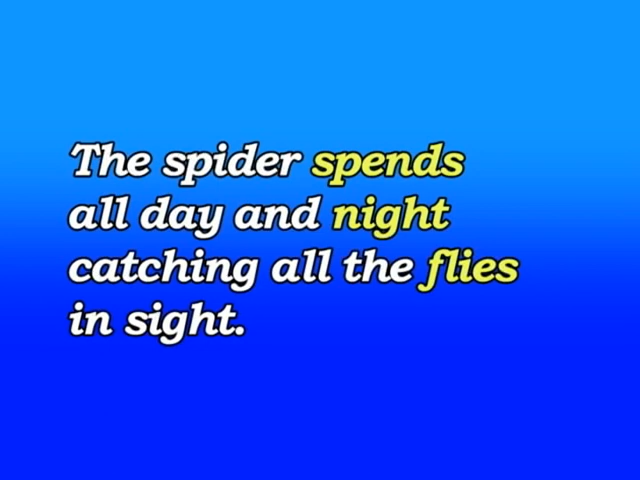 The spider spends
all day and night
catching all the flies
in sight.